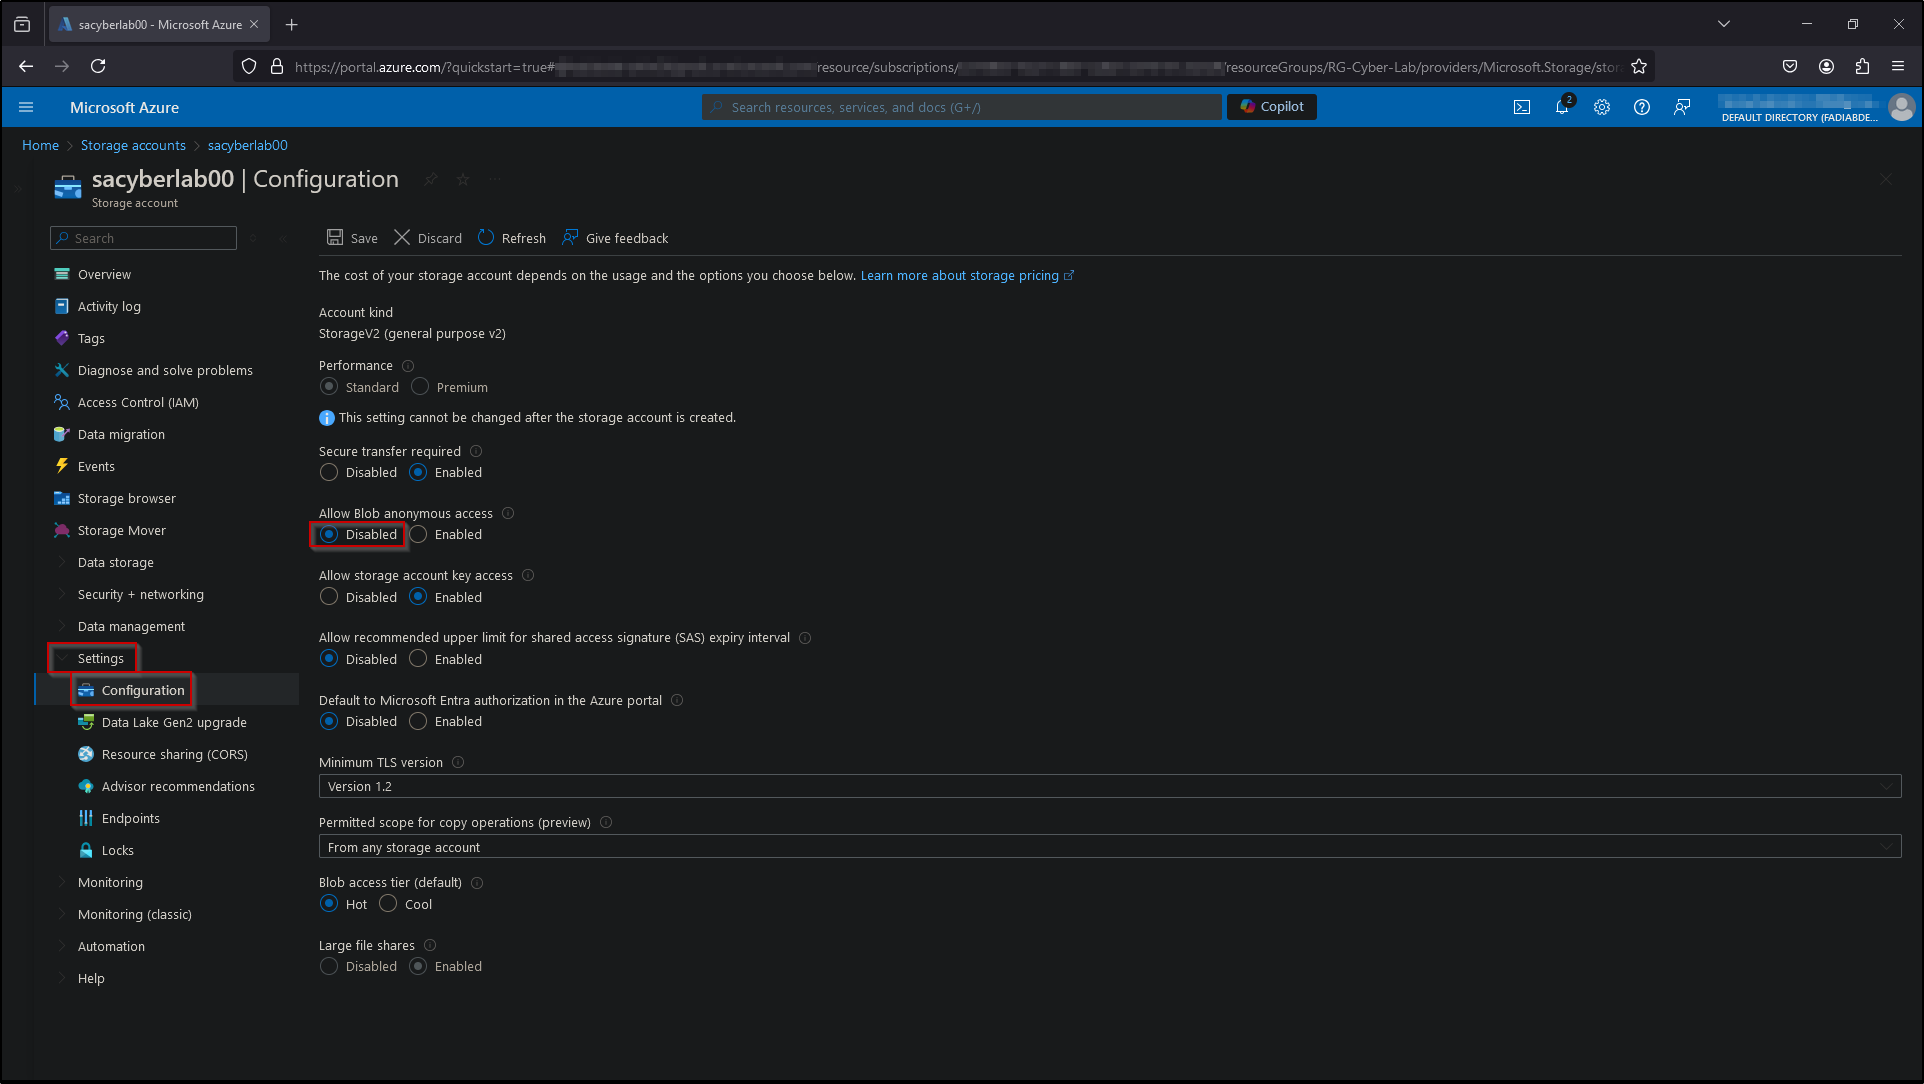 sacyberlab00 - Microsoft Azure
https://portal.azure.com/?quickstart=true# resource/subscriptions/ /resourceGroups/RG-Cyber-Lab/providers/Microsoft.Storage/stor
Microsoft Azure
Search resources, services, and docs (G+/)
Copilot
2
DEFAULT DIRECTORY (FADIABDE...
Home > Storage accounts > sacyberlab00
sacyberlab00 | Configuration
Storage account
Search
Save Discard Refresh Give feedback
Overview
Activity log
Tags
Diagnose and solve problems
Access Control (IAM)
Data migration
Events
Storage browser
Storage Mover
Data storage
Security + networking
Data management
Settings
Configuration
Data Lake Gen2 upgrade
Resource sharing (CORS)
Advisor recommendations
Endpoints
Locks
Monitoring
Monitoring (classic)
Automation
Help
The cost of your storage account depends on the usage and the options you choose below. Learn more about storage pricing
Account kind
StorageV2 (general purpose v2)
Performance
Standard Premium
This setting cannot be changed after the storage account is created.
Secure transfer required
Disabled Enabled
Allow Blob anonymous access
Disabled Enabled
Allow storage account key access
Disabled Enabled
Allow recommended upper limit for shared access signature (SAS) expiry interval
Disabled Enabled
Default to Microsoft Entra authorization in the Azure portal
Disabled Enabled
Minimum TLS version
Version 1.2
Permitted scope for copy operations (preview)
From any storage account
Blob access tier (default)
Hot Cool
Large file shares
Disabled Enabled